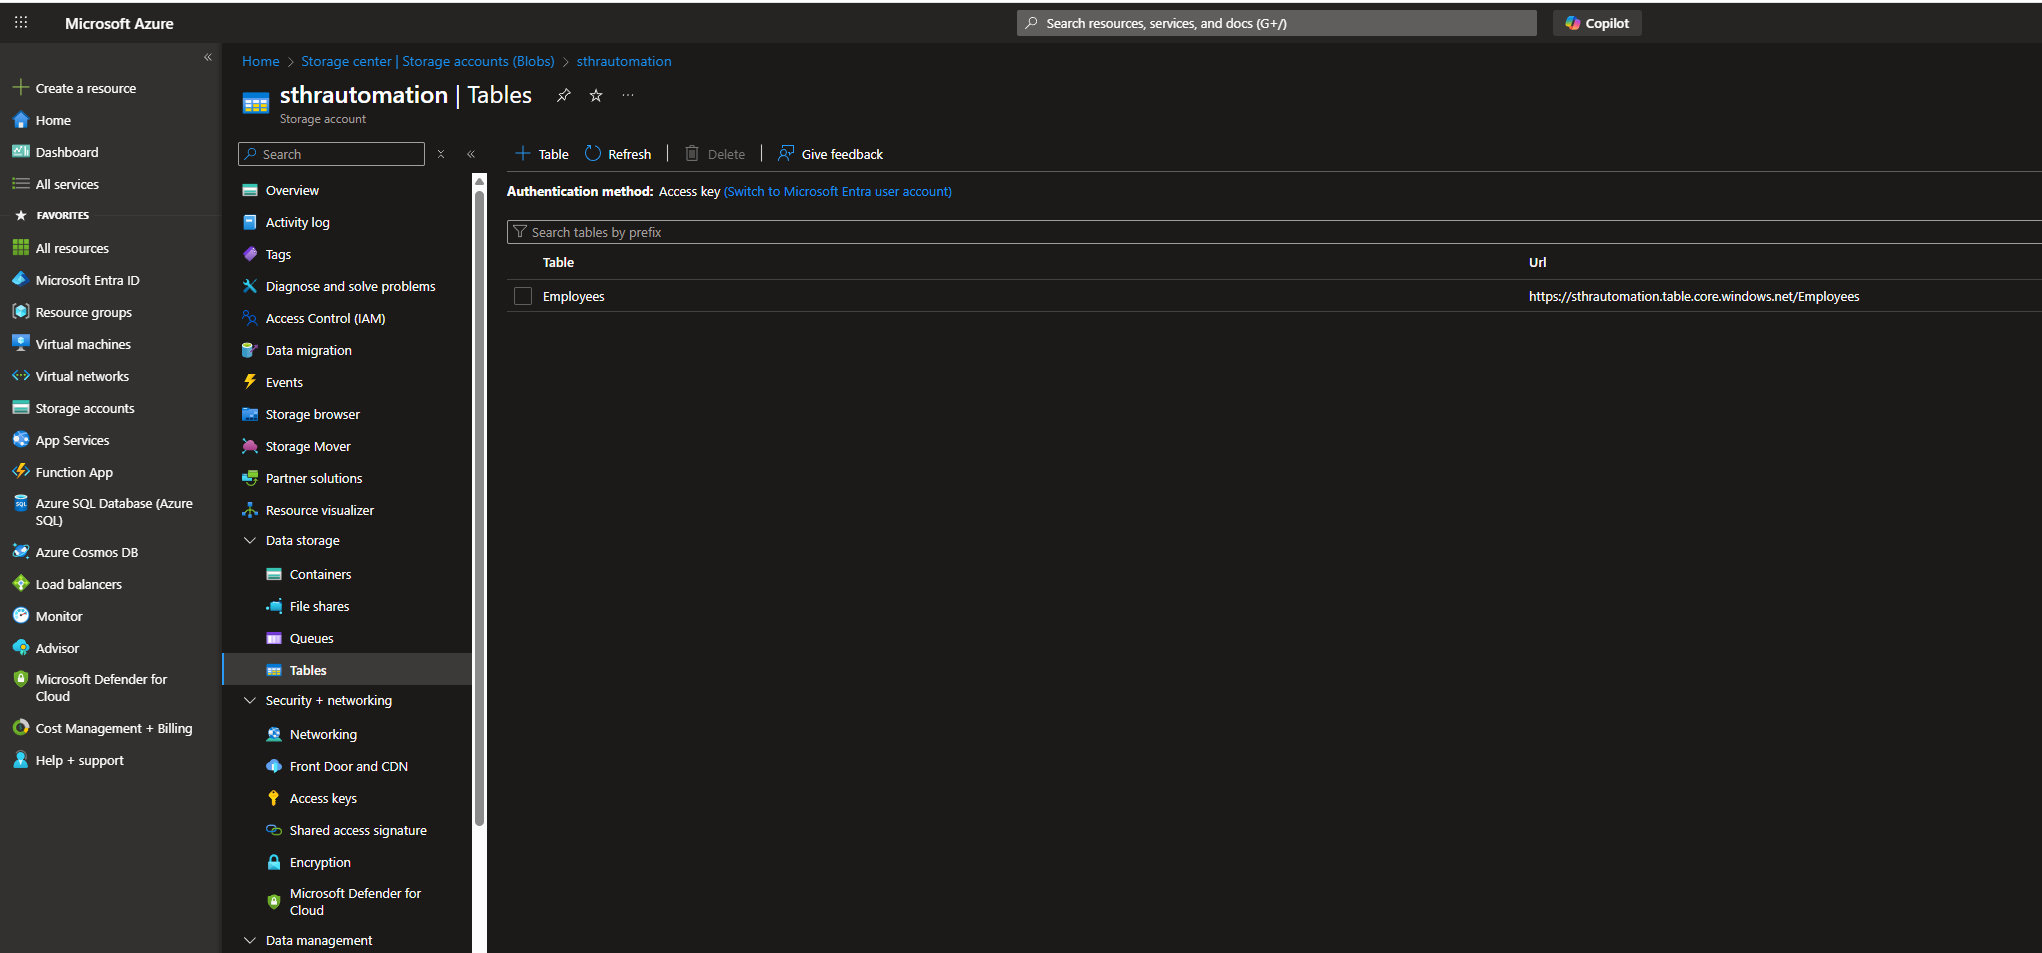 Microsoft Azure
Search resources, services, and docs (G+/)
Copilot
Create a resource
Home
Dashboard
All services
FAVORITES
All resources
Microsoft Entra ID
Resource groups
Virtual machines
Virtual networks
Storage accounts
App Services
Function App
Azure SQL Database (Azure
SQL)
Azure Cosmos DB
Load balancers
Monitor
Advisor
Microsoft Defender for
Cloud
Cost Management + Billing
Help + support
Home > Storage center | Storage accounts (Blobs) > sthrautomation
sthrautomation | Tables
Storage account
Search
Overview
Activity log
Tags
Diagnose and solve problems
Access Control (IAM)
Data migration
Events
Storage browser
Storage Mover
Partner solutions
Resource visualizer
Data storage
Containers
File shares
Queues
Tables
Security + networking
Networking
Front Door and CDN
Access keys
Shared access signature
Encryption
Microsoft Defender for
Cloud
Data management
Table Refresh Delete Give feedback
Authentication method: Access key (Switch to Microsoft Entra user account)
Search tables by prefix
Table Url
Employees https://sthrautomation.table.core.windows.net/Employees